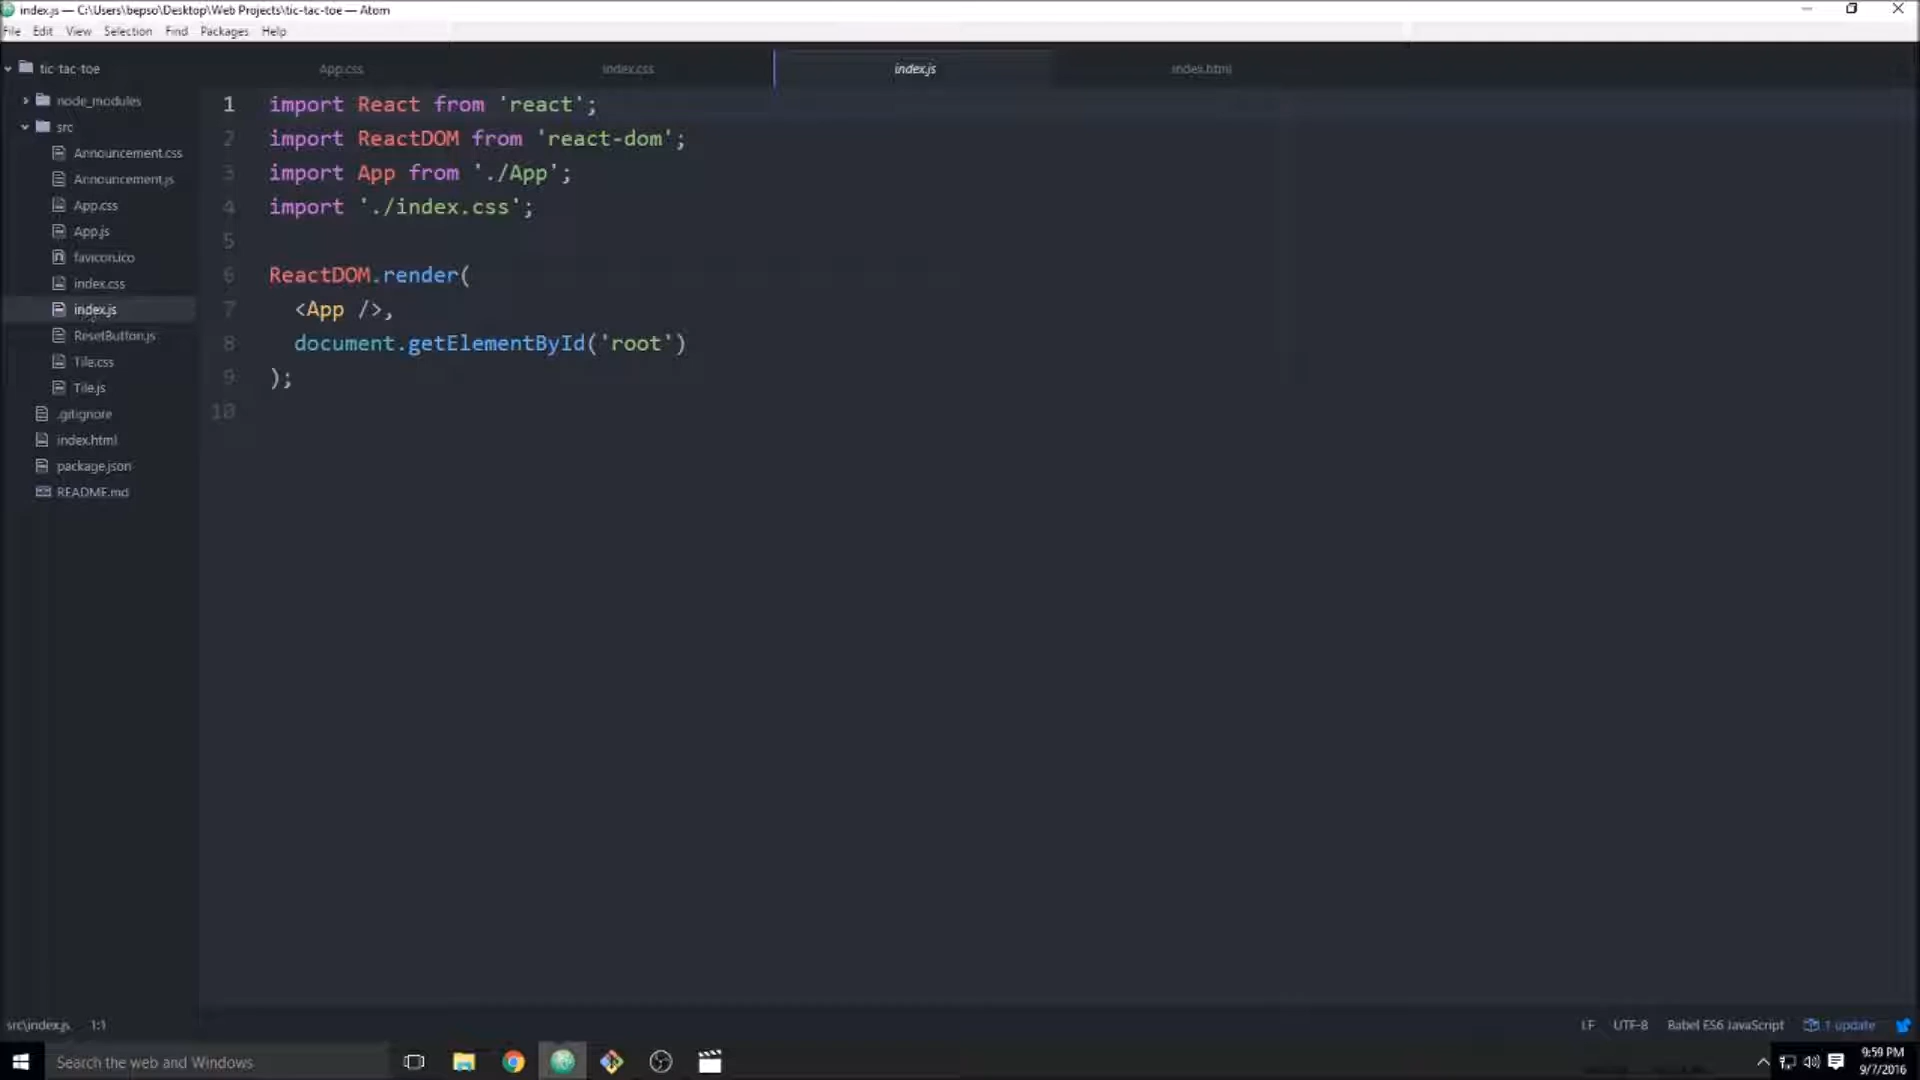 index.js — C:\Users\bepso\Desktop\Web Projects\tic-tac-toe — Atom
File Edit View Selection Find Packages Help
tic-tac-toe
App.css
index.css
index.js
index.html
node_modules
src
Announcement.css
Announcement.js
App.css
App.js
favicon.ico
index.css
index.js
ResetButton.js
Tile.css
Tile.js
.gitignore
index.html
package.json
README.md
1 import React from 'react';
2 import ReactDOM from 'react-dom';
3 import App from './App';
4 import './index.css';
5
6 ReactDOM.render(
7 <App />,
8 document.getElementById('root')
9 );
10
src\index.js 1:1
LF UTF-8 Babel ES6 JavaScript 1 update
Search the web and Windows
9:59 PM
9/7/2016